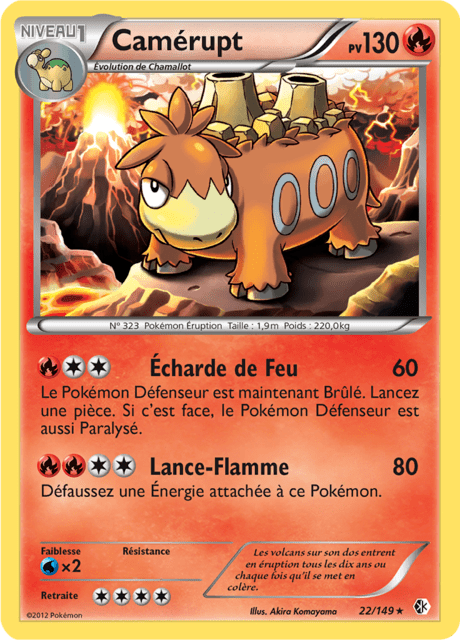 NIVEAU 1
Camérupt
PV 130
Évolution de Chamallot
N° 323 Pokémon Éruption Taille : 1,9m Poids : 220,0kg
Écharde de Feu 60
Le Pokémon Défenseur est maintenant Brûlé. Lancez
une pièce. Si c'est face, le Pokémon Défenseur est
aussi Paralysé.
Lance-Flamme 80
Défaussez une Énergie attachée à ce Pokémon.
Faiblesse Résistance
×2
Les volcans sur son dos entrent
en éruption tous les dix ans ou
chaque fois qu'il se met en
colère.
Retraite
©2012 Pokémon
Illus. Akira Komayama
22/149 ★